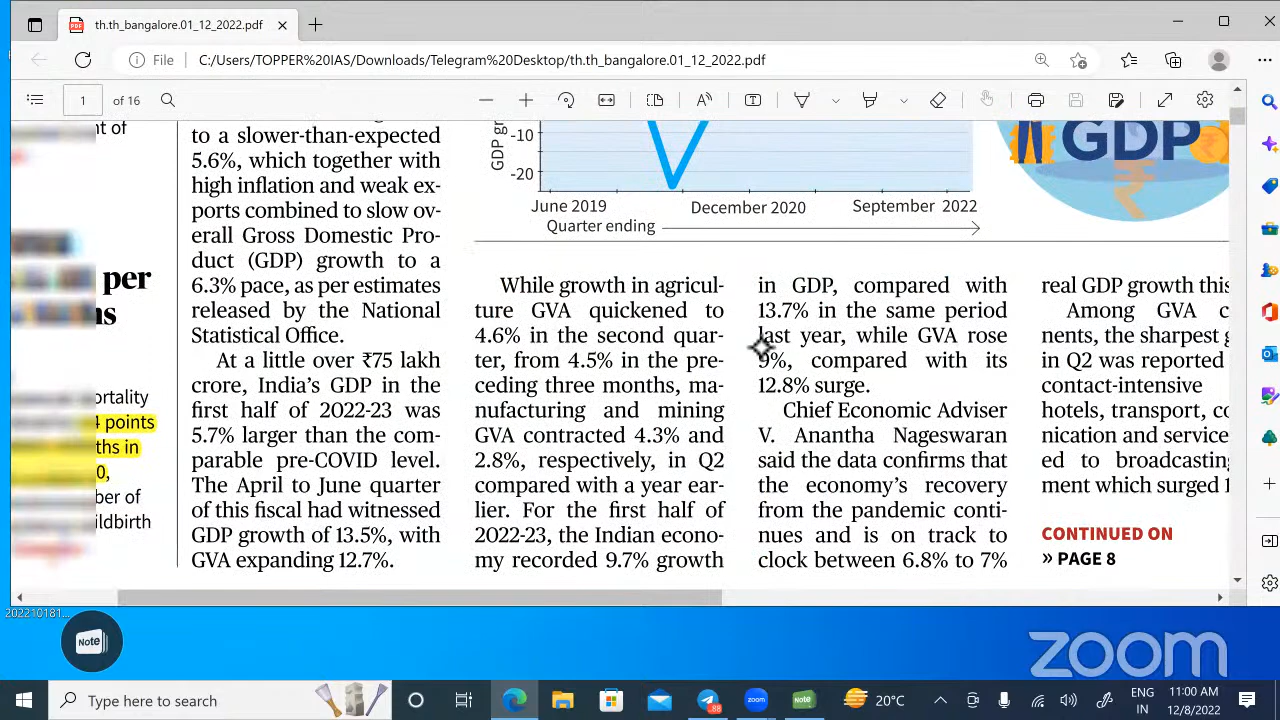 th.th_bangalore.01_12_2022.pdf
File
C:/Users/TOPPER%20IAS/Downloads/Telegram%20Desktop/th.th_bangalore.01_12_2022.pdf
1 of 16
nt of
per
ns
ortality
4 points
ths in
0,
ber of
ildbirth
to a slower-than-expected
5.6%, which together with
high inflation and weak ex-
ports combined to slow ov-
erall Gross Domestic Pro-
duct (GDP) growth to a
6.3% pace, as per estimates
released by the National
Statistical Office.
At a little over ₹75 lakh
crore, India's GDP in the
first half of 2022-23 was
5.7% larger than the com-
parable pre-COVID level.
The April to June quarter
of this fiscal had witnessed
GDP growth of 13.5%, with
GVA expanding 12.7%.
GDP gr
-10
-20
June 2019
December 2020
September 2022
Quarter ending
GDP
While growth in agricul-
ture GVA quickened to
4.6% in the second quar-
ter, from 4.5% in the pre-
ceding three months, ma-
nufacturing and mining
GVA contracted 4.3% and
2.8%, respectively, in Q2
compared with a year ear-
lier. For the first half of
2022-23, the Indian econo-
my recorded 9.7% growth
in GDP, compared with
13.7% in the same period
last year, while GVA rose
9%, compared with its
12.8% surge.
Chief Economic Adviser
V. Anantha Nageswaran
said the data confirms that
the economy's recovery
from the pandemic conti-
nues and is on track to
clock between 6.8% to 7%
real GDP growth this
Among GVA c
nents, the sharpest g
in Q2 was reported
contact-intensive
hotels, transport, co
nication and service
ed to broadcasting
ment which surged 1
CONTINUED ON
» PAGE 8
202210181...
Note
zoom
Type here to search
88
zoom
Note
20°C
ENG
IN
11:00 AM
12/8/2022